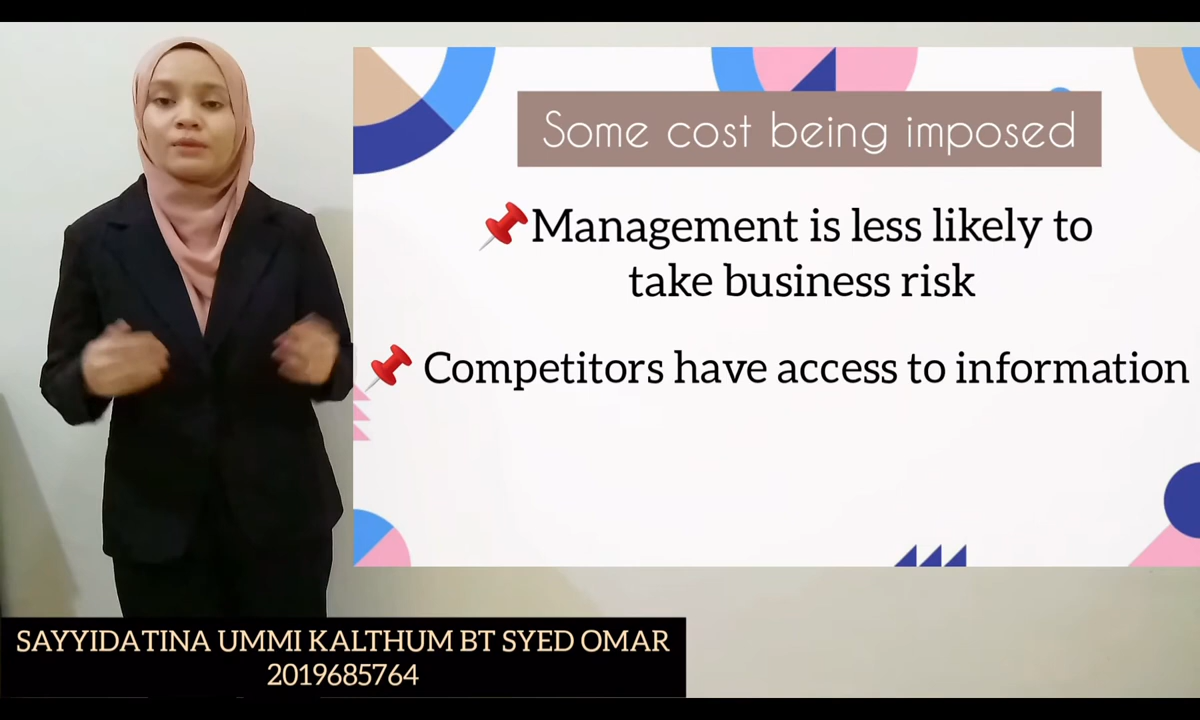 Some cost being imposed
📌Management is less likely to
take business risk
📌 Competitors have access to information
SAYYIDATINA UMMI KALTHUM BT SYED OMAR
2019685764